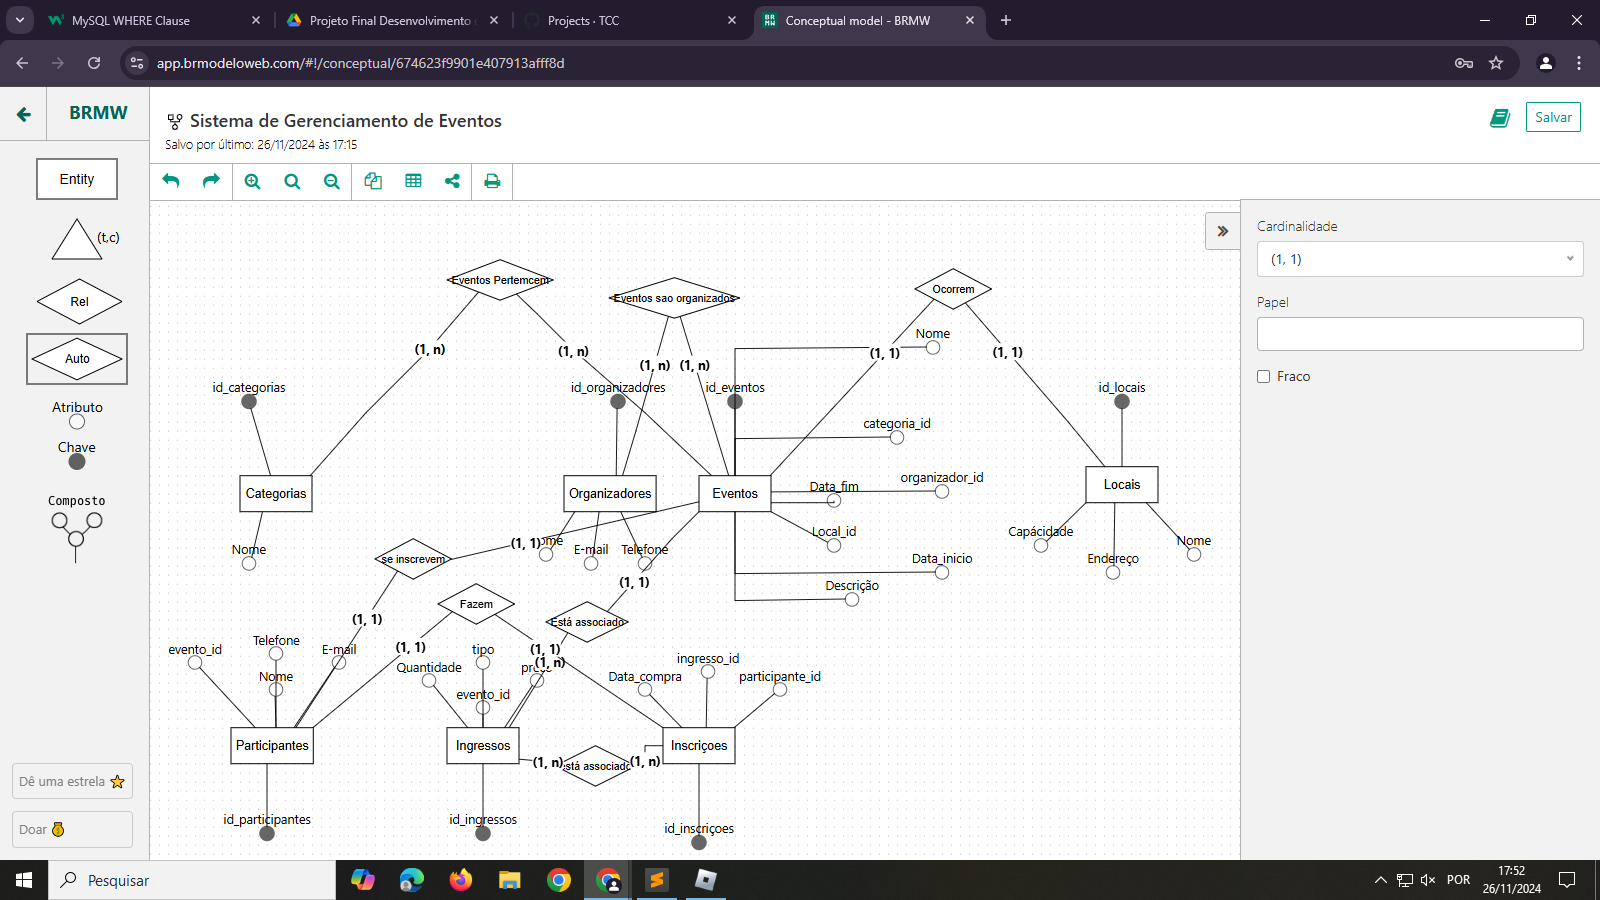 MySQL WHERE Clause
Projeto Final Desenvolvimento
Projects · TCC
Conceptual model - BRMW
app.brmodeloweb.com/#!/conceptual/674623f9901e407913afff8d
BRMW
Sistema de Gerenciamento de Eventos
Salvo por último: 26/11/2024 às 17:15
Salvar
Entity
(t,c)
Rel
Auto
Atributo
Chave
Composto
Dê uma estrela
Doar
Cardinalidade
(1, 1)
Papel
Fraco
Eventos Pertemcem
Eventos sao organizados
Ocorrem
Nome
(1, n)
(1, n)
(1, n)
(1, n)
(1, 1)
(1, 1)
id_categorias
id_organizadores
id_eventos
id_locais
categoria_id
organizador_id
Data_fim
Categorias
Organizadores
Eventos
Locais
Local_id
Capácidade
Nome
Endereço
Nome
E-mail
Telefone
Data_inicio
Descrição
se inscrevem
(1, 1)
(1, 1)
Fazem
Está associado
(1, 1)
(1, 1)
(1, 1)
(1, n)
evento_id
Telefone
E-mail
Nome
Quantidade
tipo
evento_id
Data_compra
ingresso_id
participante_id
Participantes
Ingressos
Inscriçoes
(1, n)
(1, n)
id_participantes
id_ingressos
id_inscriçoes
Pesquisar
POR
17:52
26/11/2024